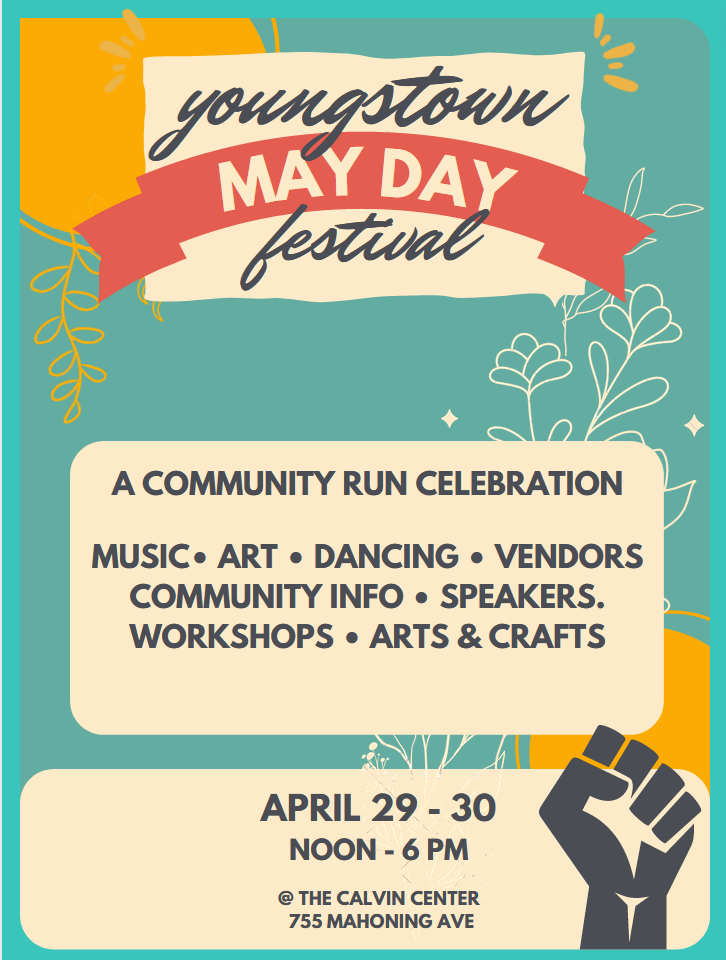 youngstown
MAY DAY
festival
A COMMUNITY RUN CELEBRATION
MUSIC• ART • DANCING • VENDORS
COMMUNITY INFO • SPEAKERS.
WORKSHOPS • ARTS & CRAFTS
APRIL 29 - 30
NOON - 6 PM
@ THE CALVIN CENTER
755 MAHONING AVE